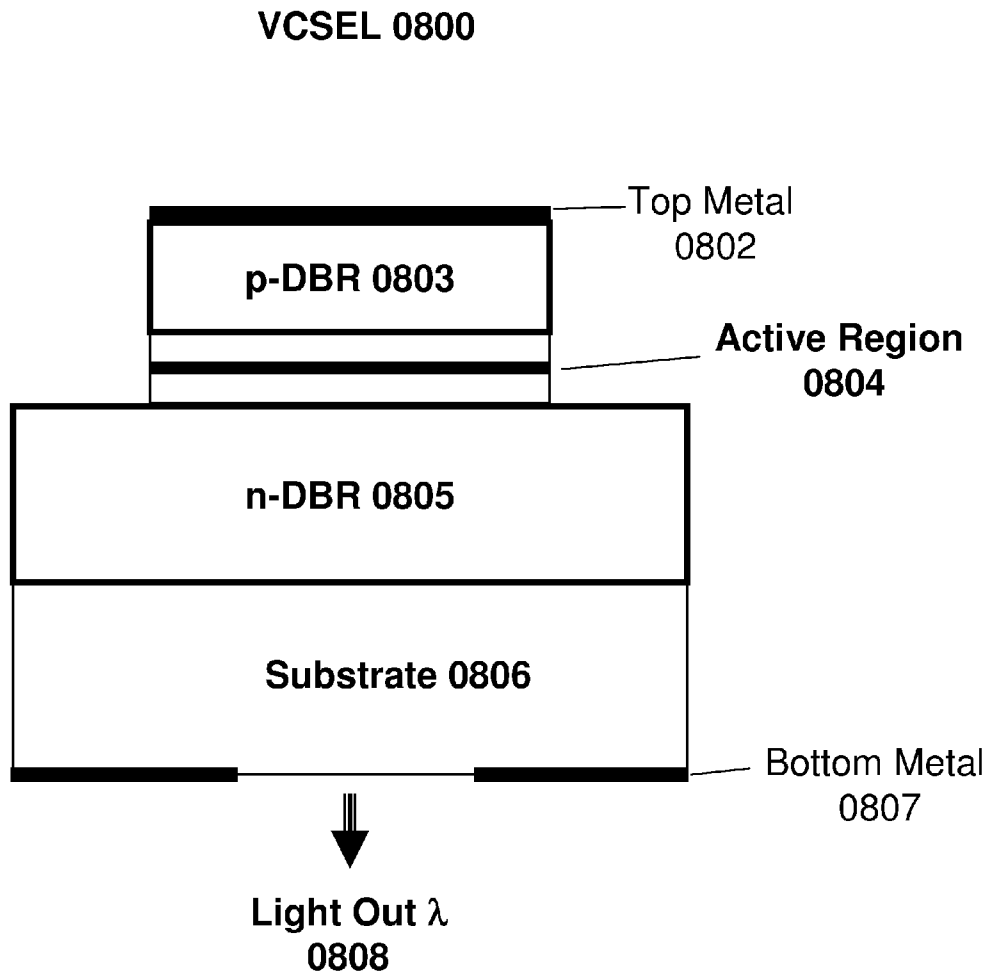 VCSEL 0800
Top Metal
0802
p-DBR 0803
Active Region
0804
n-DBR 0805
Substrate 0806
Bottom Metal
0807
Light Out λ
0808